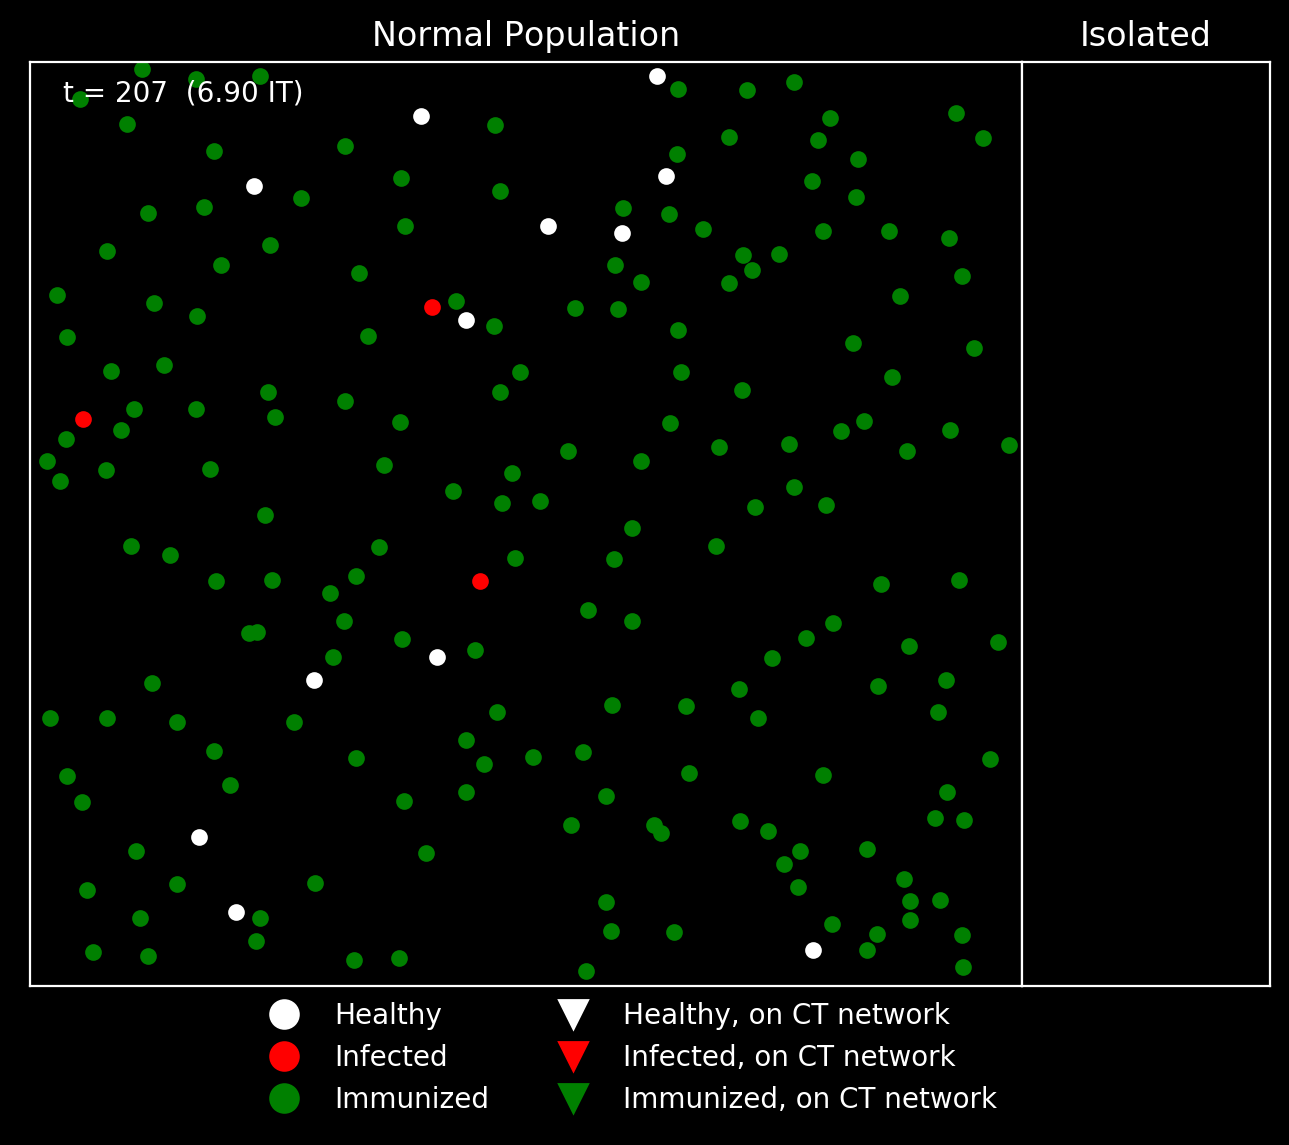 Normal Population
Isolated
t = 207  (6.90 IT)
Healthy
Infected
Immunized
Healthy, on CT network
Infected, on CT network
Immunized, on CT network